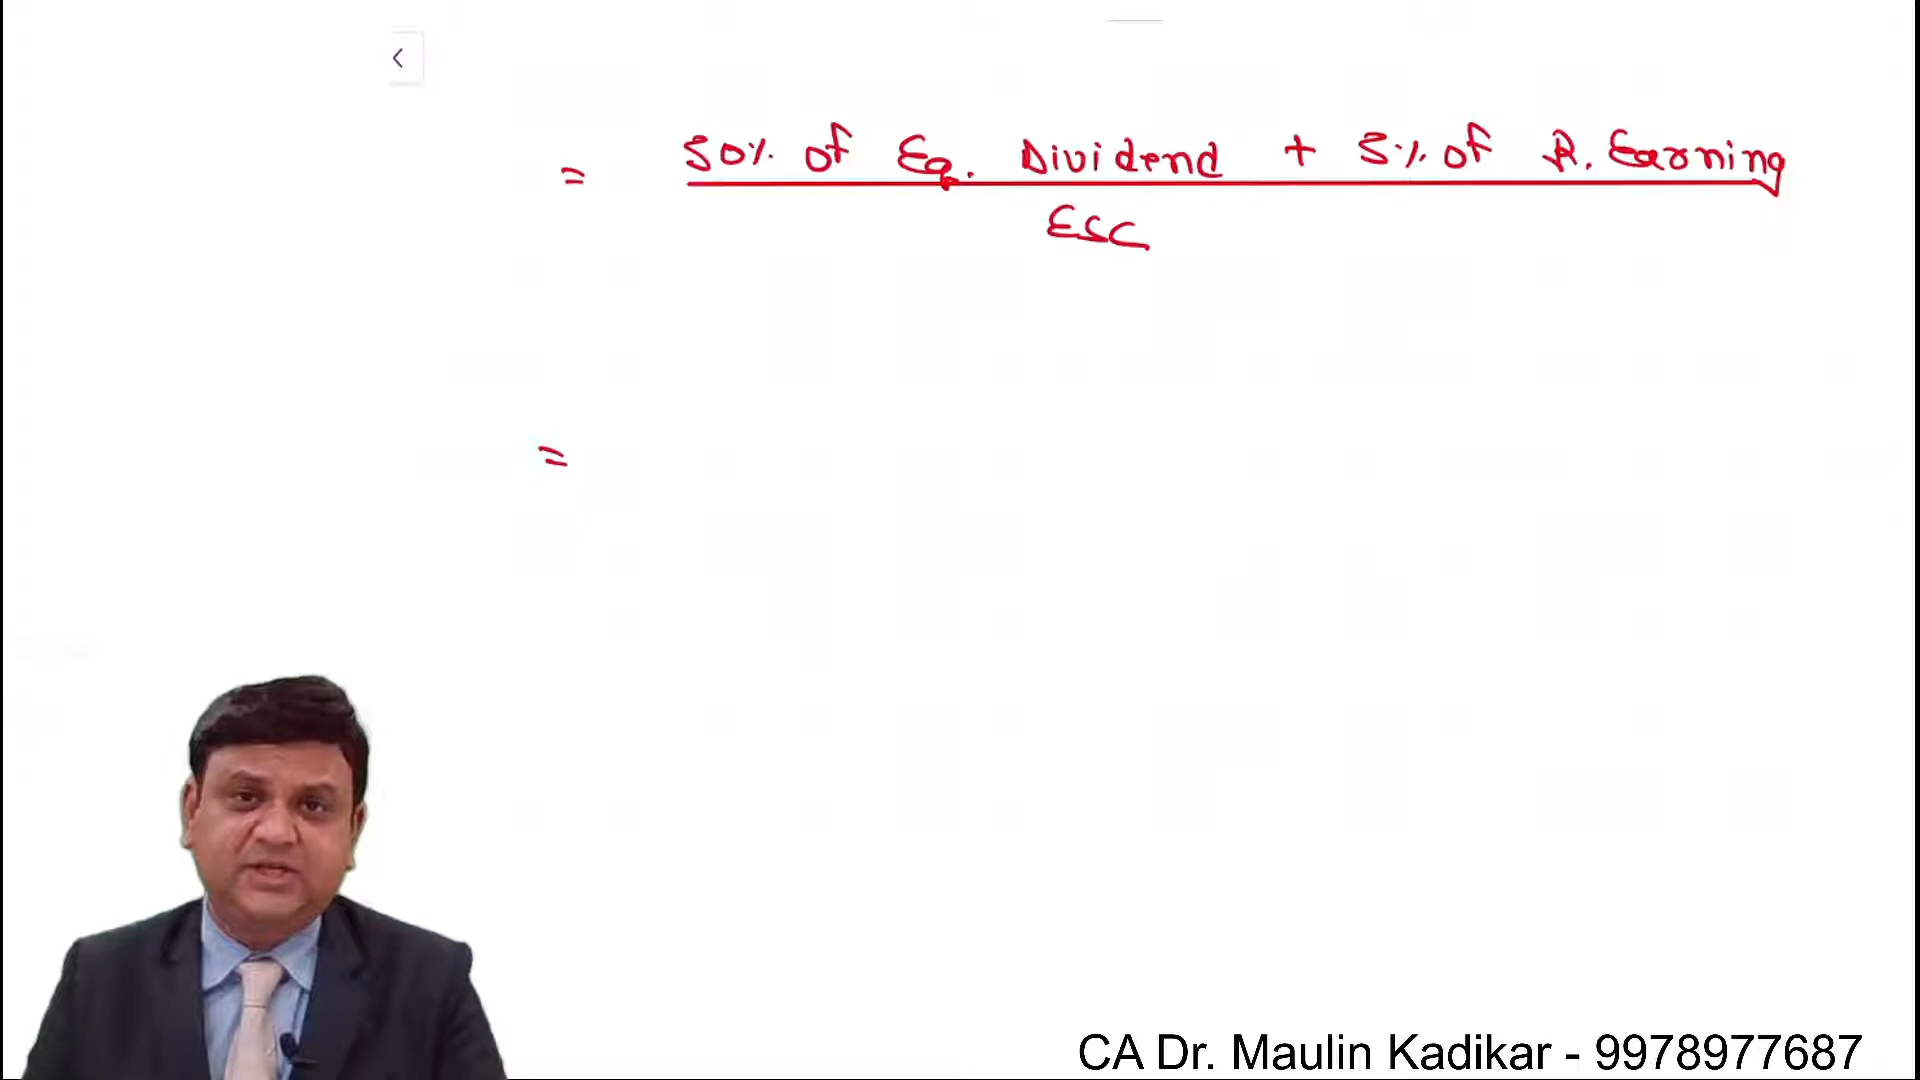 = 50% of Eq. Dividend + 5% of R. Earning
ESC
=
CA Dr. Maulin Kadikar - 9978977687